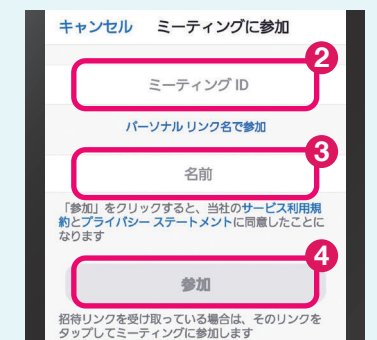 キャンセル ミーティングに参加
2
ミーティング ID
パーソナル リンク名で参加
3
名前
「参加」をクリックすると、当社のサービス利用規
約とプライバシー ステートメントに同意したことに
なります
4
参加
招待リンクを受け取っている場合は、そのリンクを
タップしてミーティングに参加します